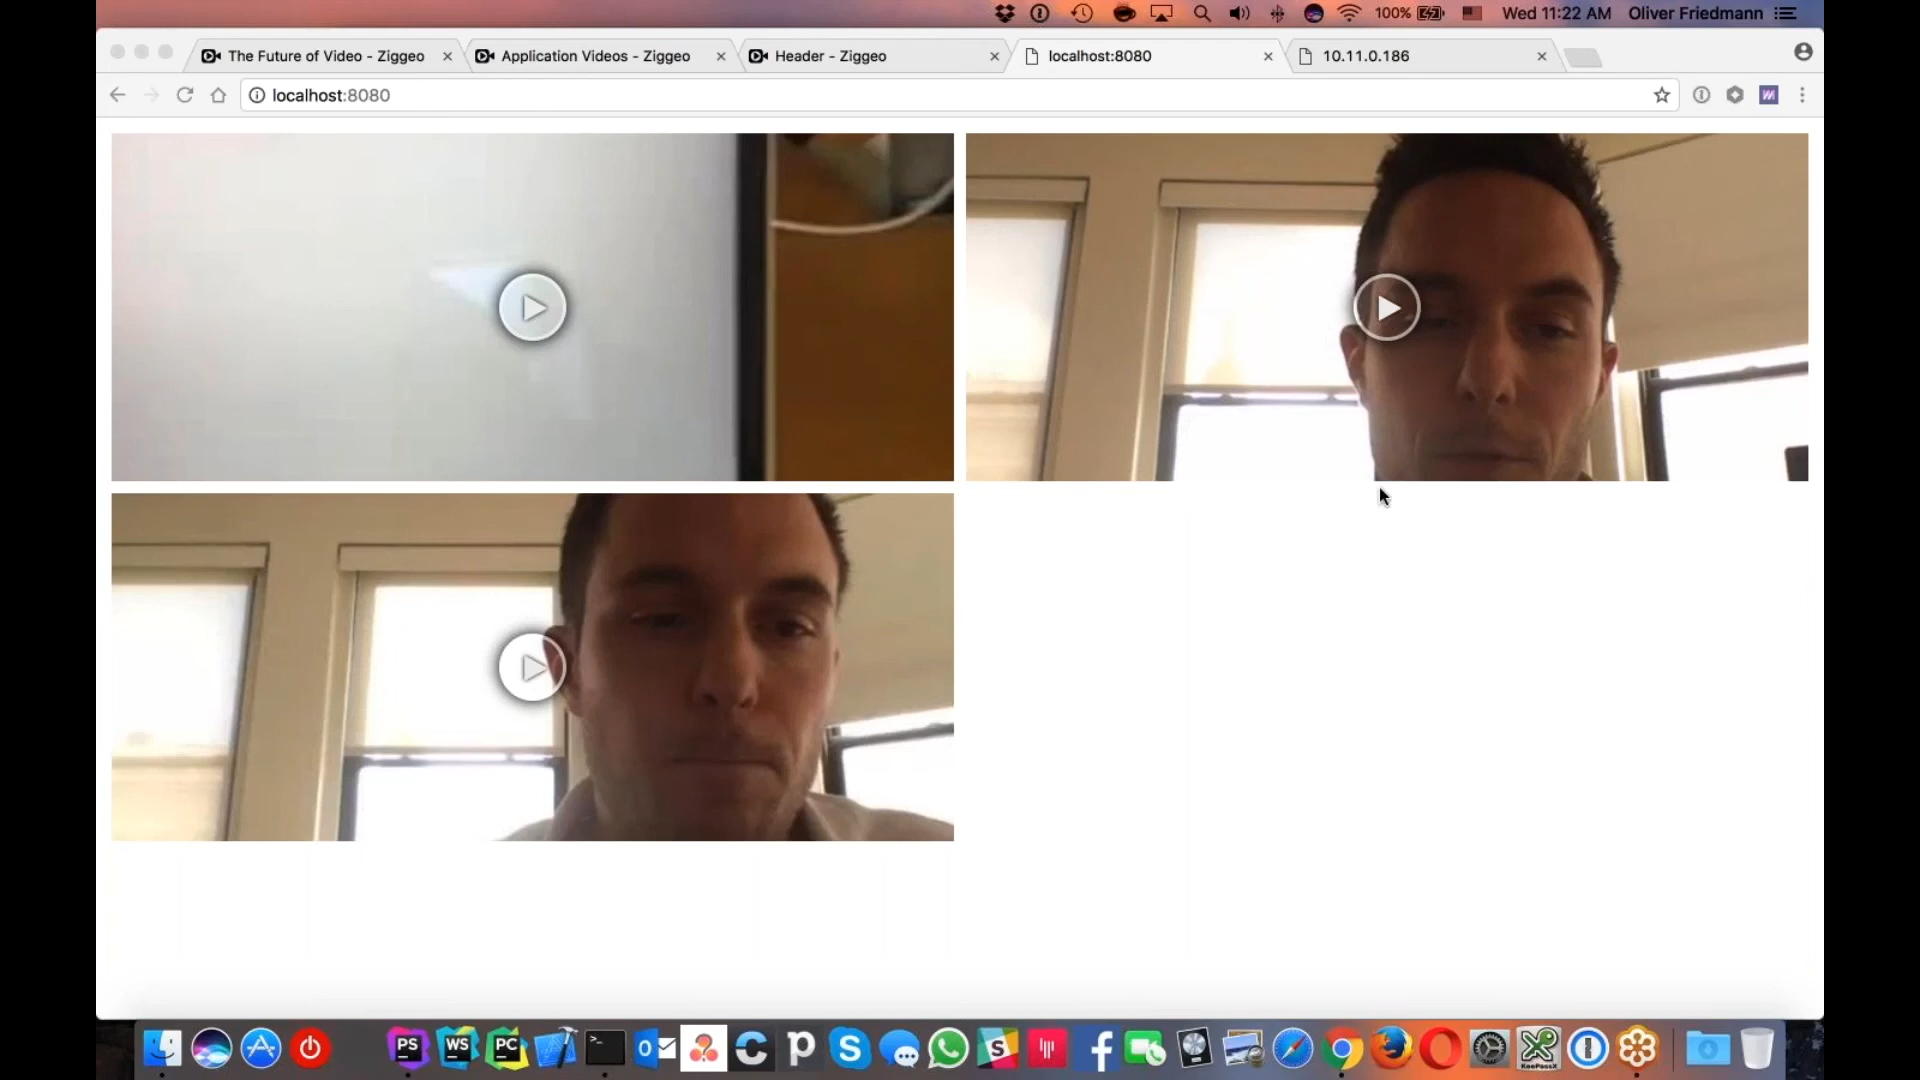 100% Wed 11:22 AM Oliver Friedmann
The Future of Video - Ziggeo
Application Videos - Ziggeo
Header - Ziggeo
localhost:8080
10.11.0.186
localhost:8080
PS
WS
PC
KeePassX